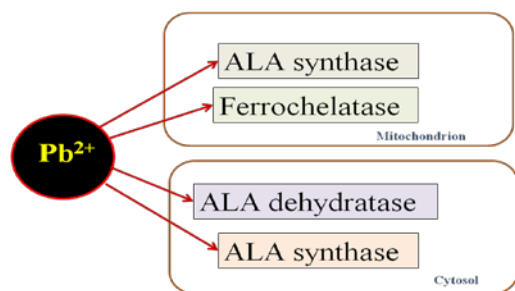 ALA synthase
Ferrochelatase
Mitochondrion
Pb²⁺
ALA dehydratase
ALA synthase
Cytosol